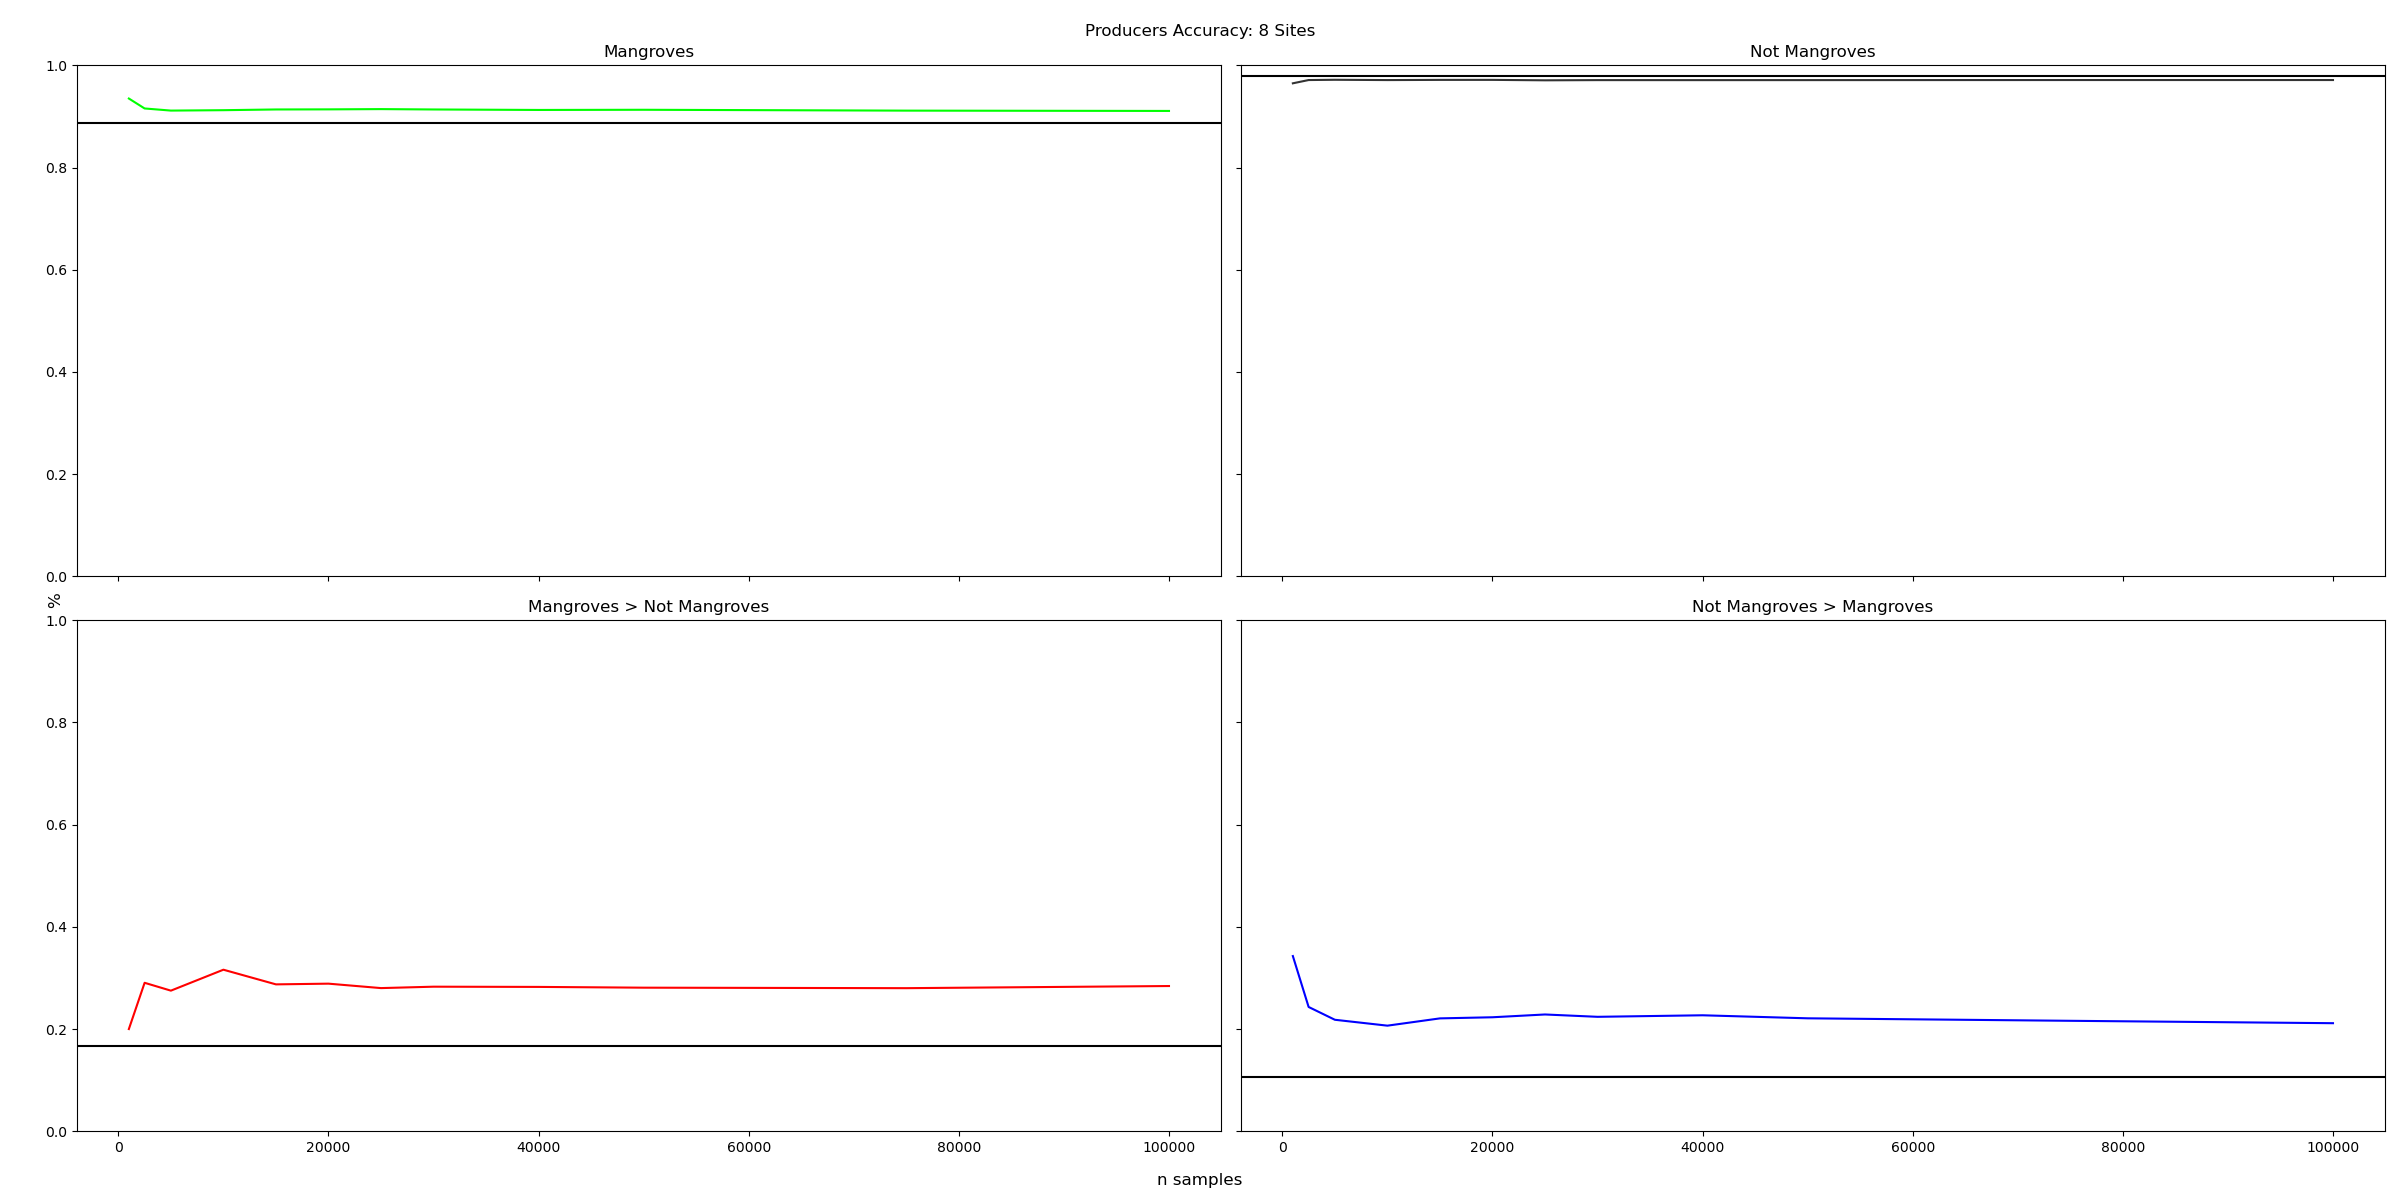 Producers Accuracy: 8 Sites
Mangroves
Not Mangroves
1.0
0.8
0.6
0.4
0.2
0.0
%
Mangroves > Not Mangroves
Not Mangroves > Mangroves
1.0
0.8
0.6
0.4
0.2
0.0
0 20000 40000 60000 80000 100000
0 20000 40000 60000 80000 100000
n samples